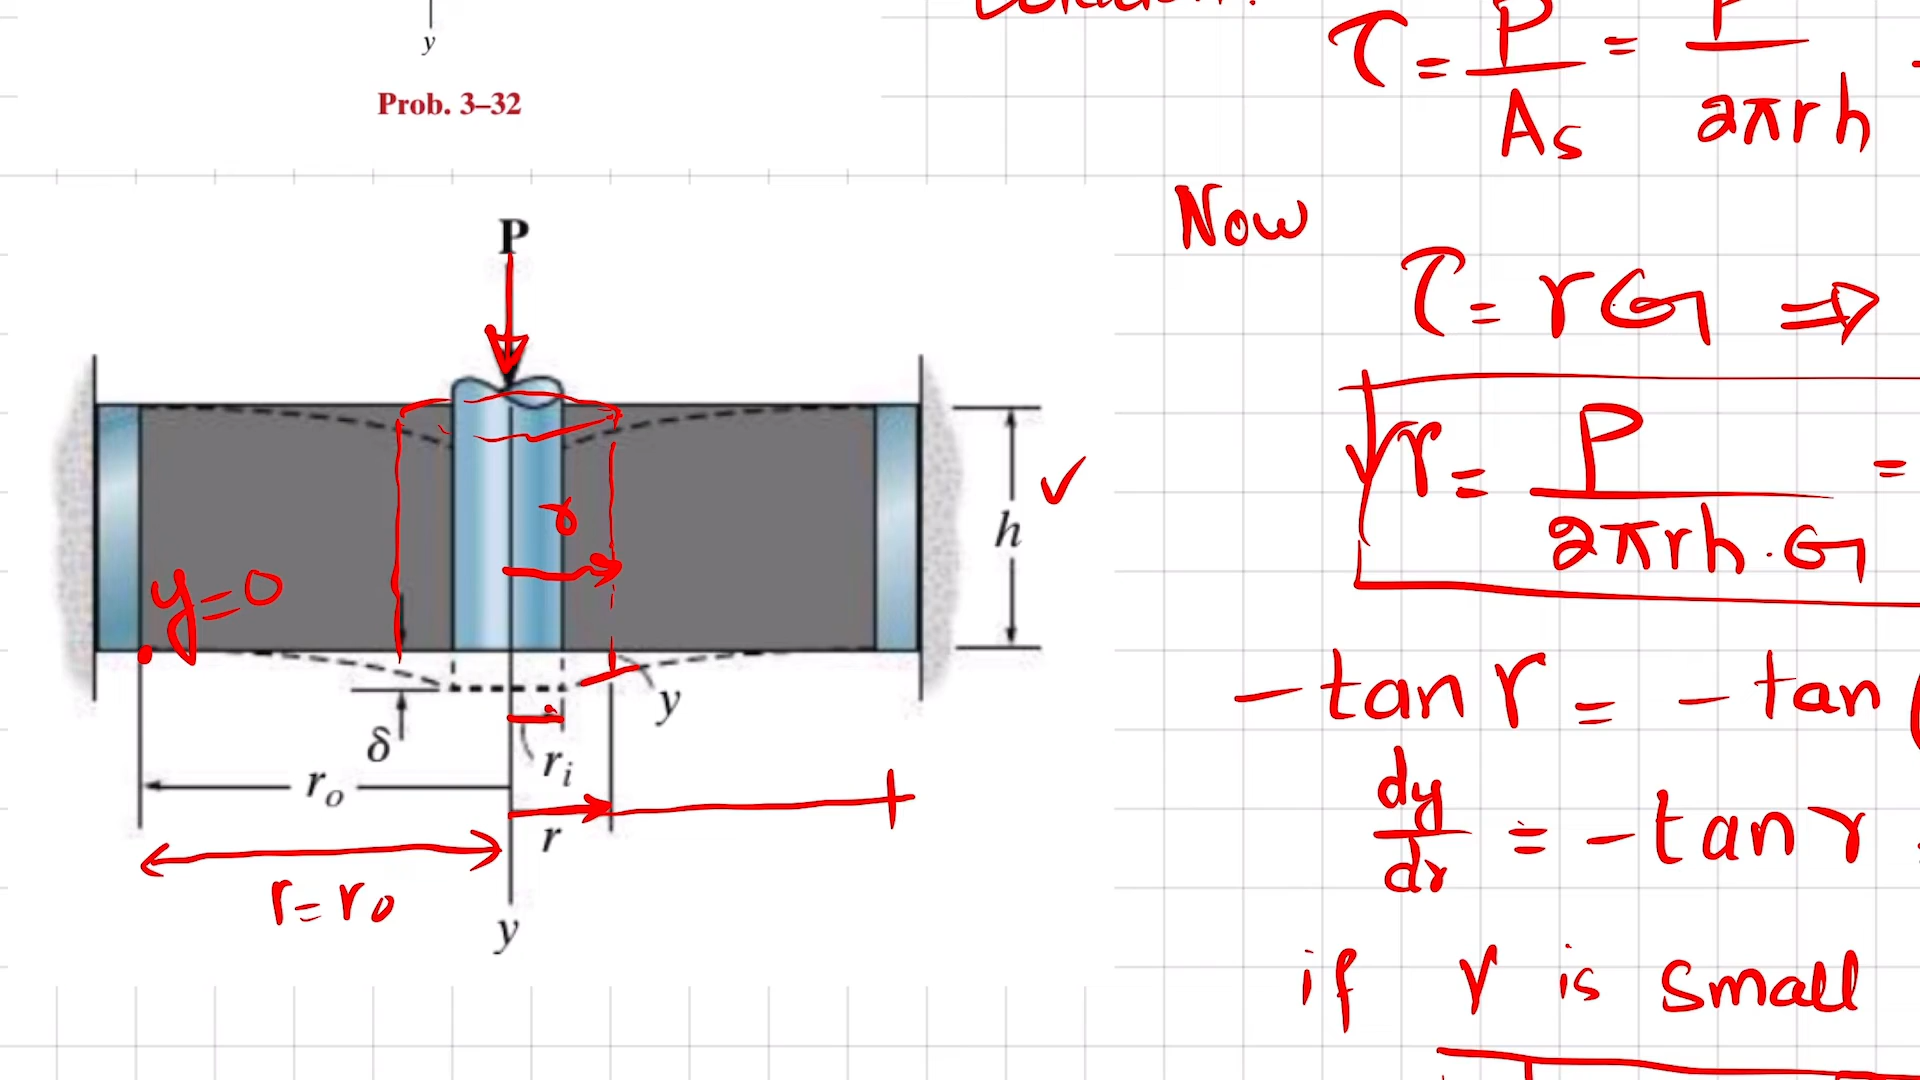 y
Prob. 3–32
P
y=0
r
h
δ
y
r_i
r_o
r
r=r_o
y
τ = P/A_s = P/2πrh
Now
τ = γG ⇒
γ = P/2πrh.G =
-tan γ = -tan (
dy/dr = -tan γ =
if γ is small